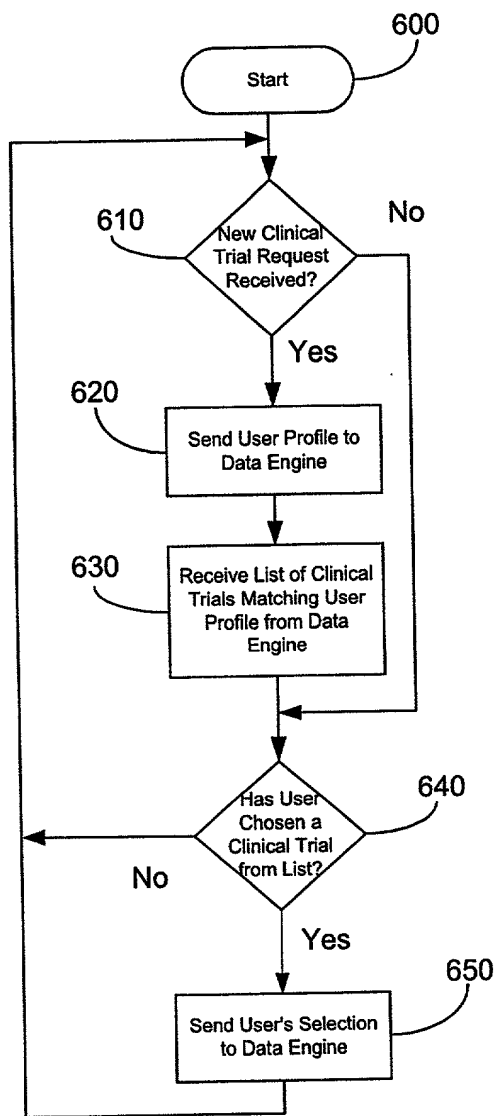 600
Start
610
New Clinical
Trial Request
Received?
No
Yes
620
Send User Profile to
Data Engine
630
Receive List of Clinical
Trials Matching User
Profile from Data
Engine
640
Has User
Chosen a
Clinical Trial
from List?
No
Yes
650
Send User's Selection
to Data Engine